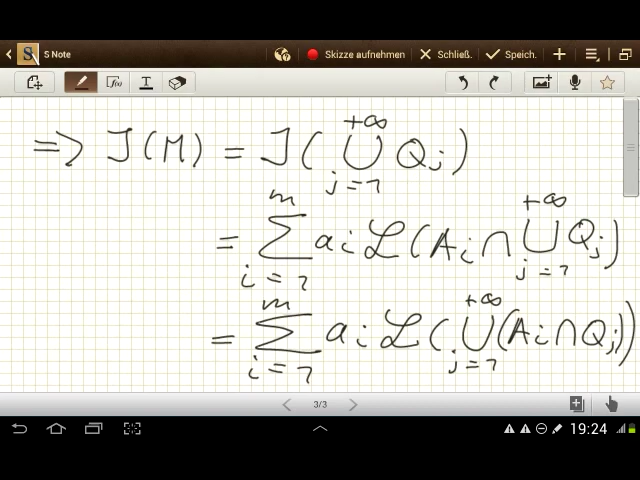 S Note
Skizze aufnehmen
Schließ.
Speich.
f(x)
T
=> J(M) = J(⋃_{j=1}^{+∞} Q_j)
= ∑_{i=1}^{m} a_i ℒ(A_i ∩ ⋃_{j=1}^{+∞} Q_j)
= ∑_{i=1}^{m} a_i ℒ(⋃_{j=1}^{+∞} (A_i ∩ Q_j))
3/3
19:24